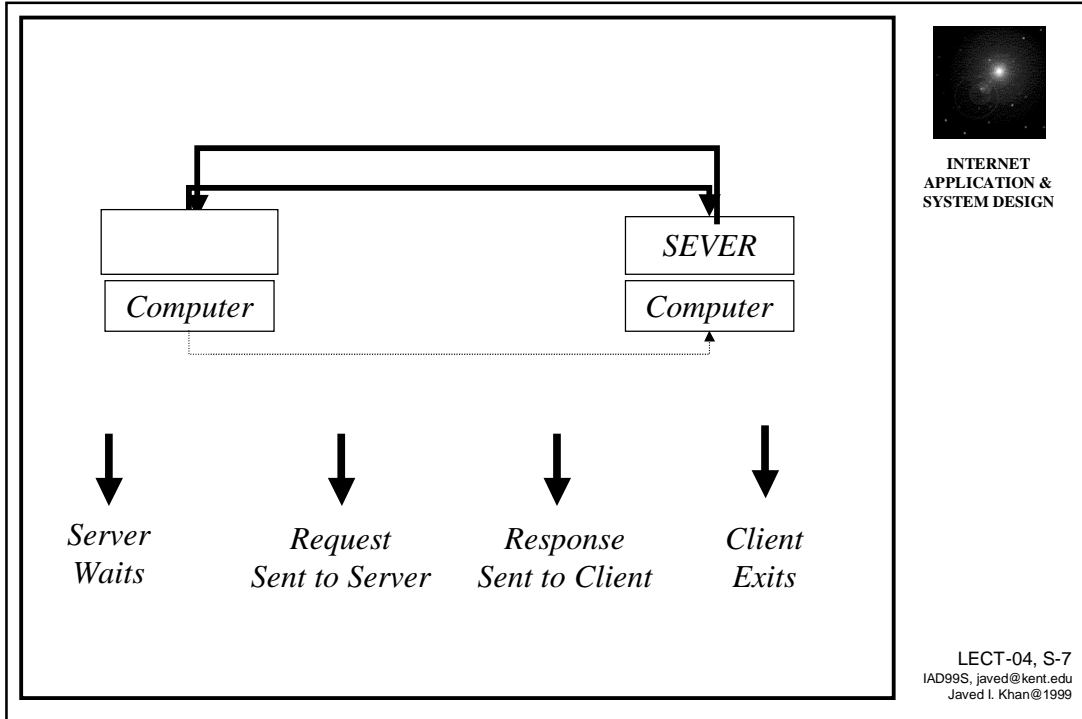 SEVER
Computer
Computer
Server
Waits
Request
Sent to Server
Response
Sent to Client
Client
Exits
INTERNET
APPLICATION &
SYSTEM DESIGN
LECT-04, S-7
IAD99S, javed@kent.edu
Javed I. Khan@1999